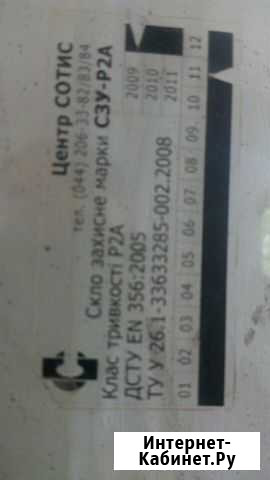 Центр СОТИС
тел. (044) 206-33-82/83/84
Скло захисне марки СЗУ-Р2А
Клас тривкості Р2А
ДСТУ EN 356:2005
ТУ У 26.1-33633285-002.2008
2009
2010
2011
01 02 03 04 05 06 07 08 09 10 11 12
Интернет-
Кабинет.Ру